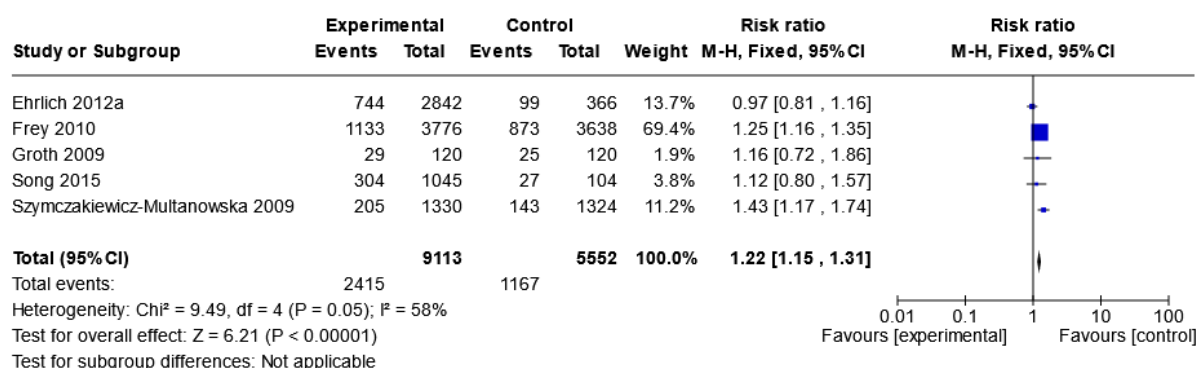 Experimental Control Risk ratio Risk ratio
Study or Subgroup Events Total Events Total Weight M-H, Fixed, 95% CI M-H, Fixed, 95% CI
Ehrlich 2012a 744 2842 99 366 13.7% 0.97 [0.81 , 1.16]
Frey 2010 1133 3776 873 3638 69.4% 1.25 [1.16 , 1.35]
Groth 2009 29 120 25 120 1.9% 1.16 [0.72 , 1.86]
Song 2015 304 1045 27 104 3.8% 1.12 [0.80 , 1.57]
Szymczakiewicz-Multanowska 2009 205 1330 143 1324 11.2% 1.43 [1.17 , 1.74]
Total (95% CI) 9113 5552 100.0% 1.22 [1.15 , 1.31]
Total events: 2415 1167
Heterogeneity: Chi² = 9.49, df = 4 (P = 0.05); I² = 58%
0.01 0.1 1 10 100
Test for overall effect: Z = 6.21 (P < 0.00001)
Favours [experimental] Favours [control]
Test for subgroup differences: Not applicable